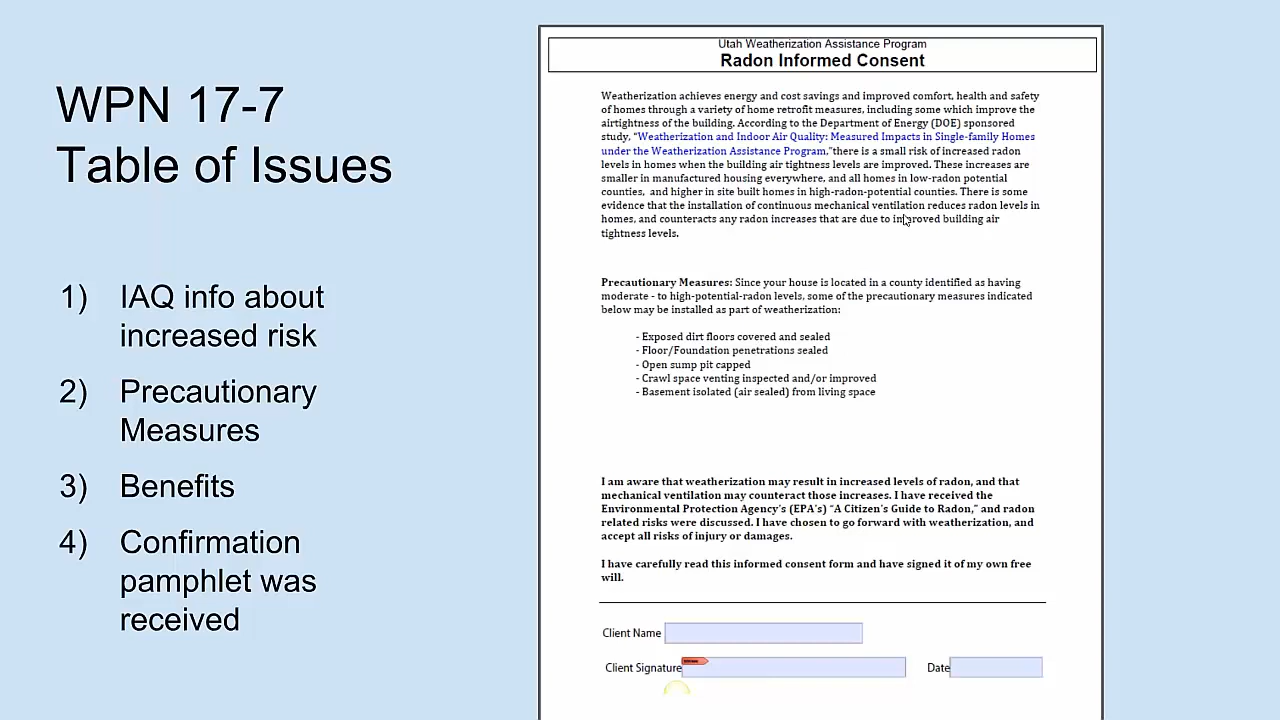 WPN 17-7
Table of Issues
1) IAQ info about
increased risk
2) Precautionary
Measures
3) Benefits
4) Confirmation
pamphlet was
received
Utah Weatherization Assistance Program
Radon Informed Consent
Weatherization achieves energy and cost savings and improved comfort, health and safety
of homes through a variety of home retrofit measures, including some which improve the
airtightness of the building. According to the Department of Energy (DOE) sponsored
study, "Weatherization and Indoor Air Quality: Measured Impacts in Single-family Homes
under the Weatherization Assistance Program,"there is a small risk of increased radon
levels in homes when the building air tightness levels are improved. These increases are
smaller in manufactured housing everywhere, and all homes in low-radon potential
counties, and higher in site built homes in high-radon-potential counties. There is some
evidence that the installation of continuous mechanical ventilation reduces radon levels in
homes, and counteracts any radon increases that are due to improved building air
tightness levels.
Precautionary Measures: Since your house is located in a county identified as having
moderate - to high-potential-radon levels, some of the precautionary measures indicated
below may be installed as part of weatherization:
- Exposed dirt floors covered and sealed
- Floor/Foundation penetrations sealed
- Open sump pit capped
- Crawl space venting inspected and/or improved
- Basement isolated (air sealed) from living space
I am aware that weatherization may result in increased levels of radon, and that
mechanical ventilation may counteract those increases. I have received the
Environmental Protection Agency's (EPA's) "A Citizen's Guide to Radon," and radon
related risks were discussed. I have chosen to go forward with weatherization, and
accept all risks of injury or damages.
I have carefully read this informed consent form and have signed it of my own free
will.
Client Name
Client Signature
Date